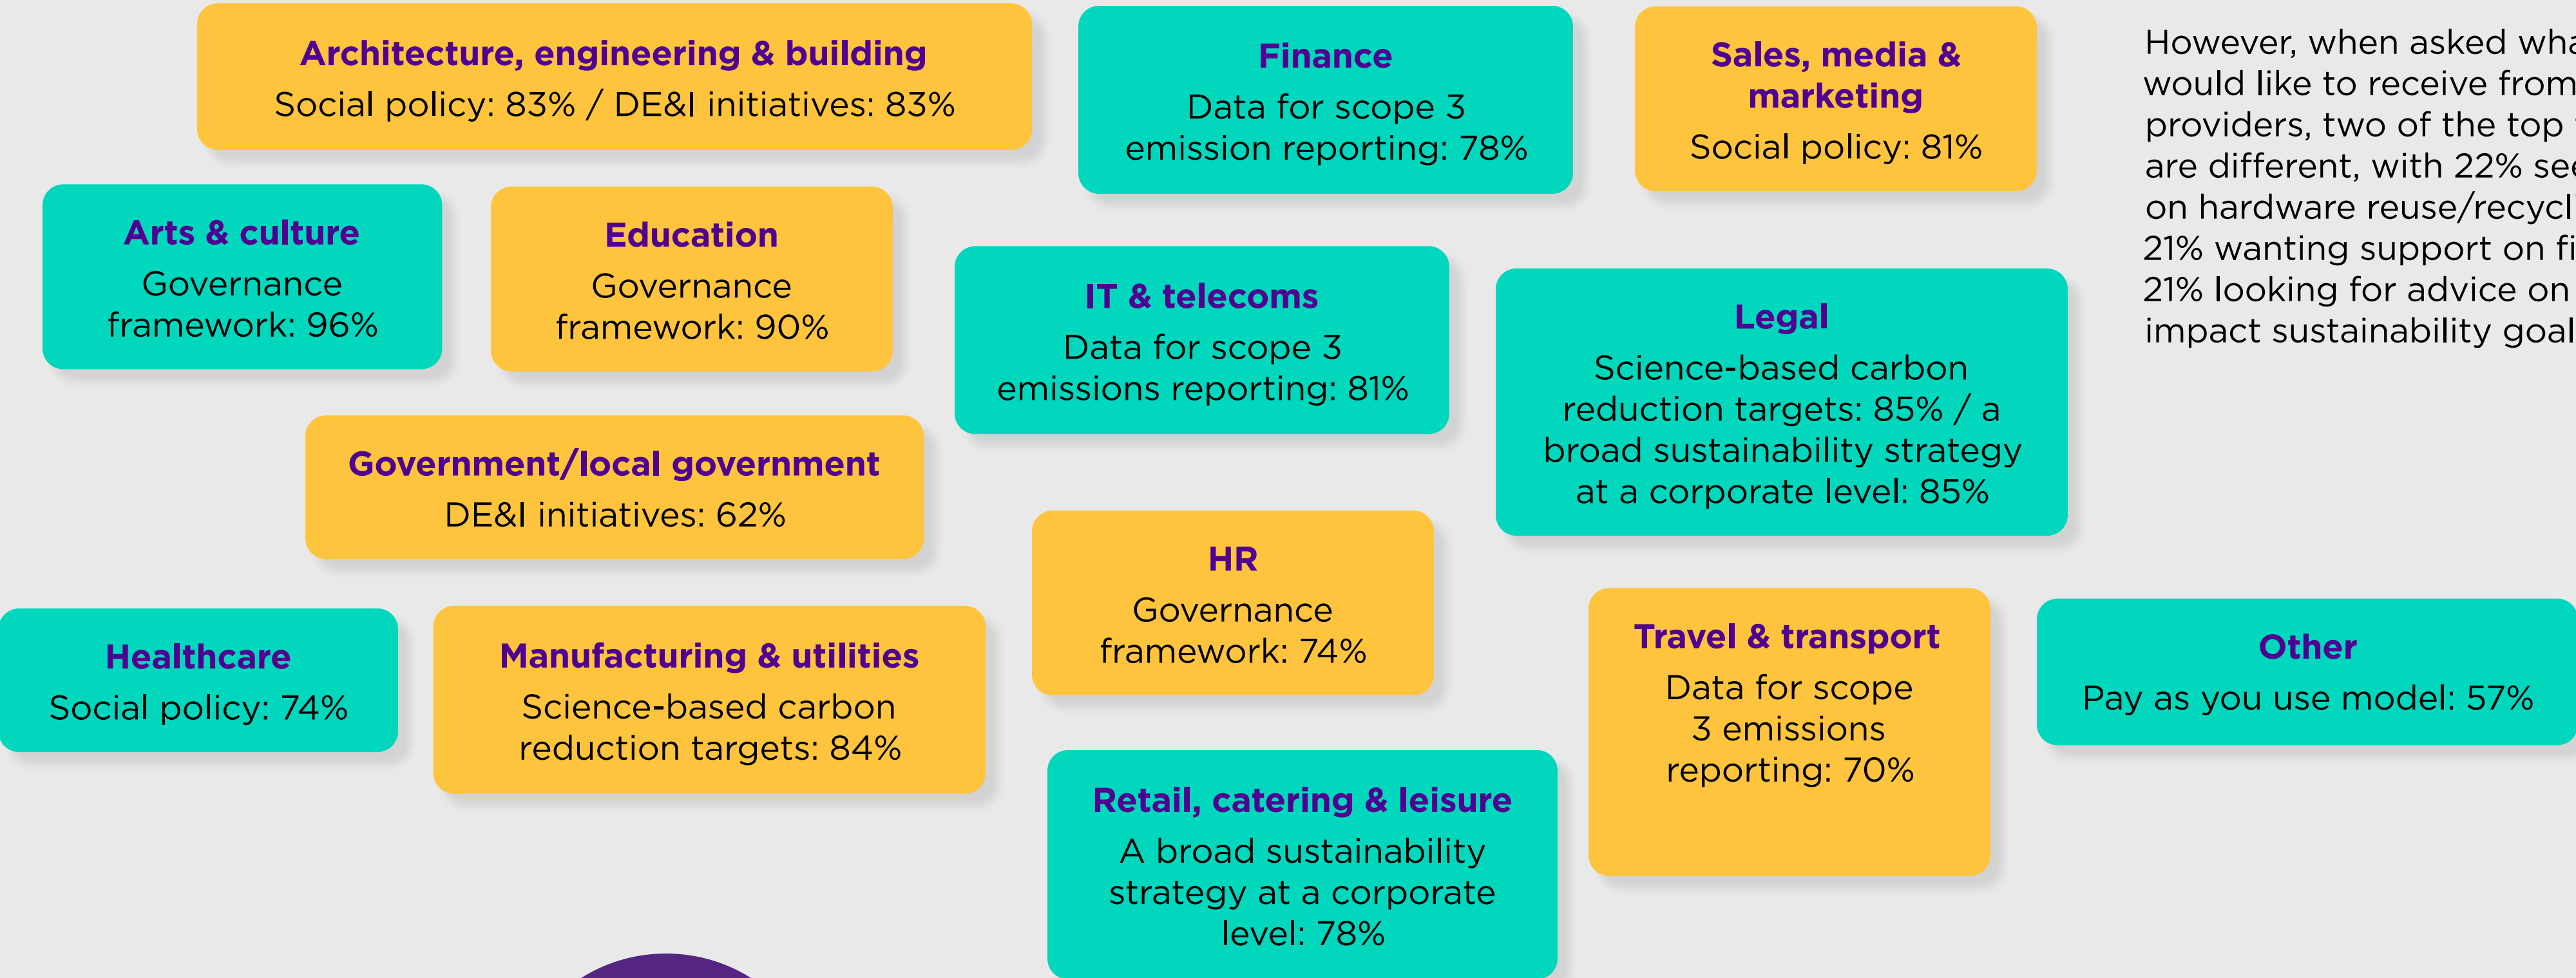 Architecture, engineering & building
Social policy: 83% / DE&I initiatives: 83%
Finance
Data for scope 3
emission reporting: 78%
Sales, media &
marketing
Social policy: 81%
Arts & culture
Governance
framework: 96%
Education
Governance
framework: 90%
IT & telecoms
Data for scope 3
emissions reporting: 81%
Legal
Science-based carbon
reduction targets: 85% / a
broad sustainability strategy
at a corporate level: 85%
Government/local government
DE&I initiatives: 62%
HR
Governance
framework: 74%
Healthcare
Social policy: 74%
Manufacturing & utilities
Science-based carbon
reduction targets: 84%
Travel & transport
Data for scope
3 emissions
reporting: 70%
Other
Pay as you use model: 57%
Retail, catering & leisure
A broad sustainability
strategy at a corporate
level: 78%
However, when asked
would like to receive from
providers, two of the top
are different, with 22%
on hardware
21% wanting support on
21% looking for advice on
impact sustainability